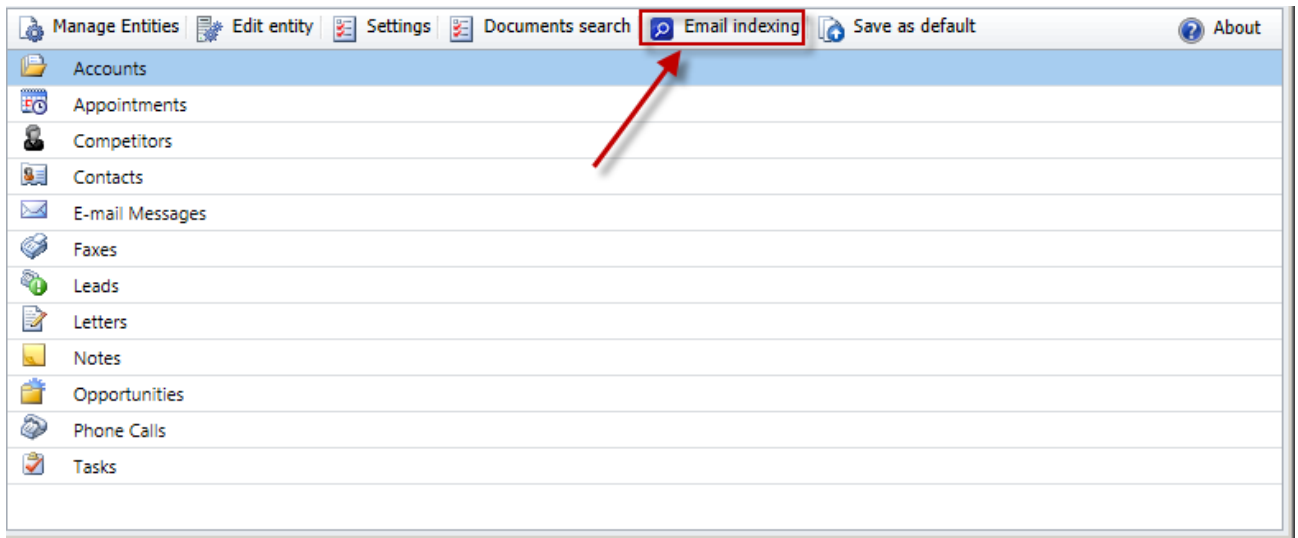 Manage Entities Edit entity Settings Documents search Email indexing Save as default About
Accounts
Appointments
Competitors
Contacts
E-mail Messages
Faxes
Leads
Letters
Notes
Opportunities
Phone Calls
Tasks